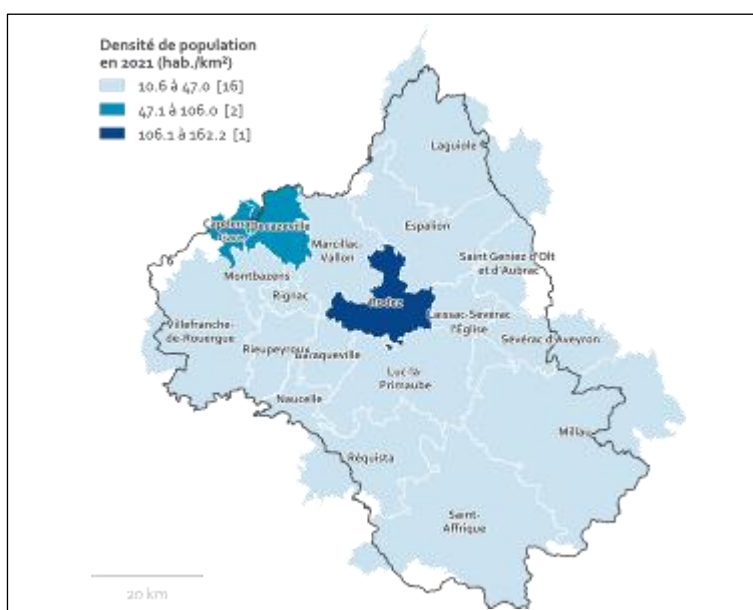 Densité de population
en 2021 (hab./km²)
10.6 à 47.0 [16]
47.1 à 106.0 [2]
106.1 à 162.2 [1]
Laguiole
Espalion
Decazeville
Marcillac-
Vallon
Saint Geniez d'Olt
et d'Aubrac
Montbazens
Rignac
Rodez
Laissac-Sévérac
l'Église
Villefranche-
de-Rouergue
Rieupeyroux
Baraqueville
Sévérac d'Aveyron
Luc-la-
Primaube
Naucelle
Millau
Réquista
Saint-
Affrique
20 km